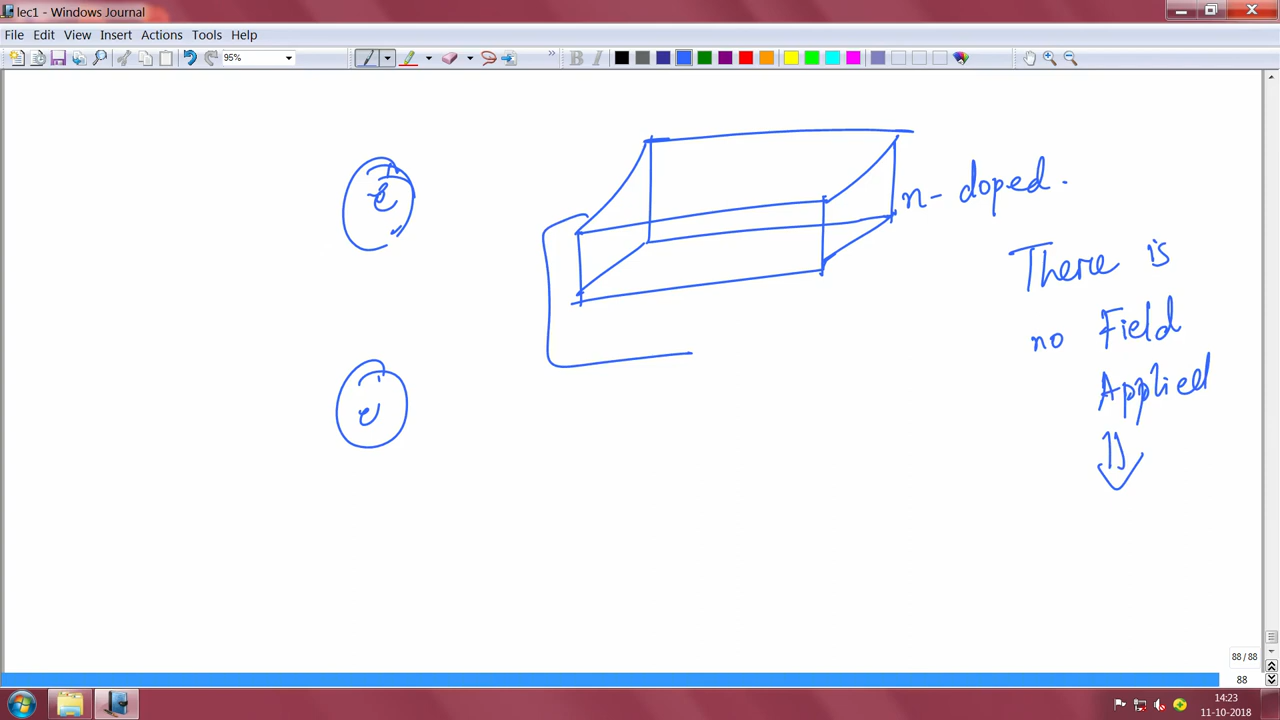 lec1 - Windows Journal
File Edit View Insert Actions Tools Help
95%
B I
e
n- doped.
There is
no Field
Applied
e
88 / 88
88
14:23
11-10-2018